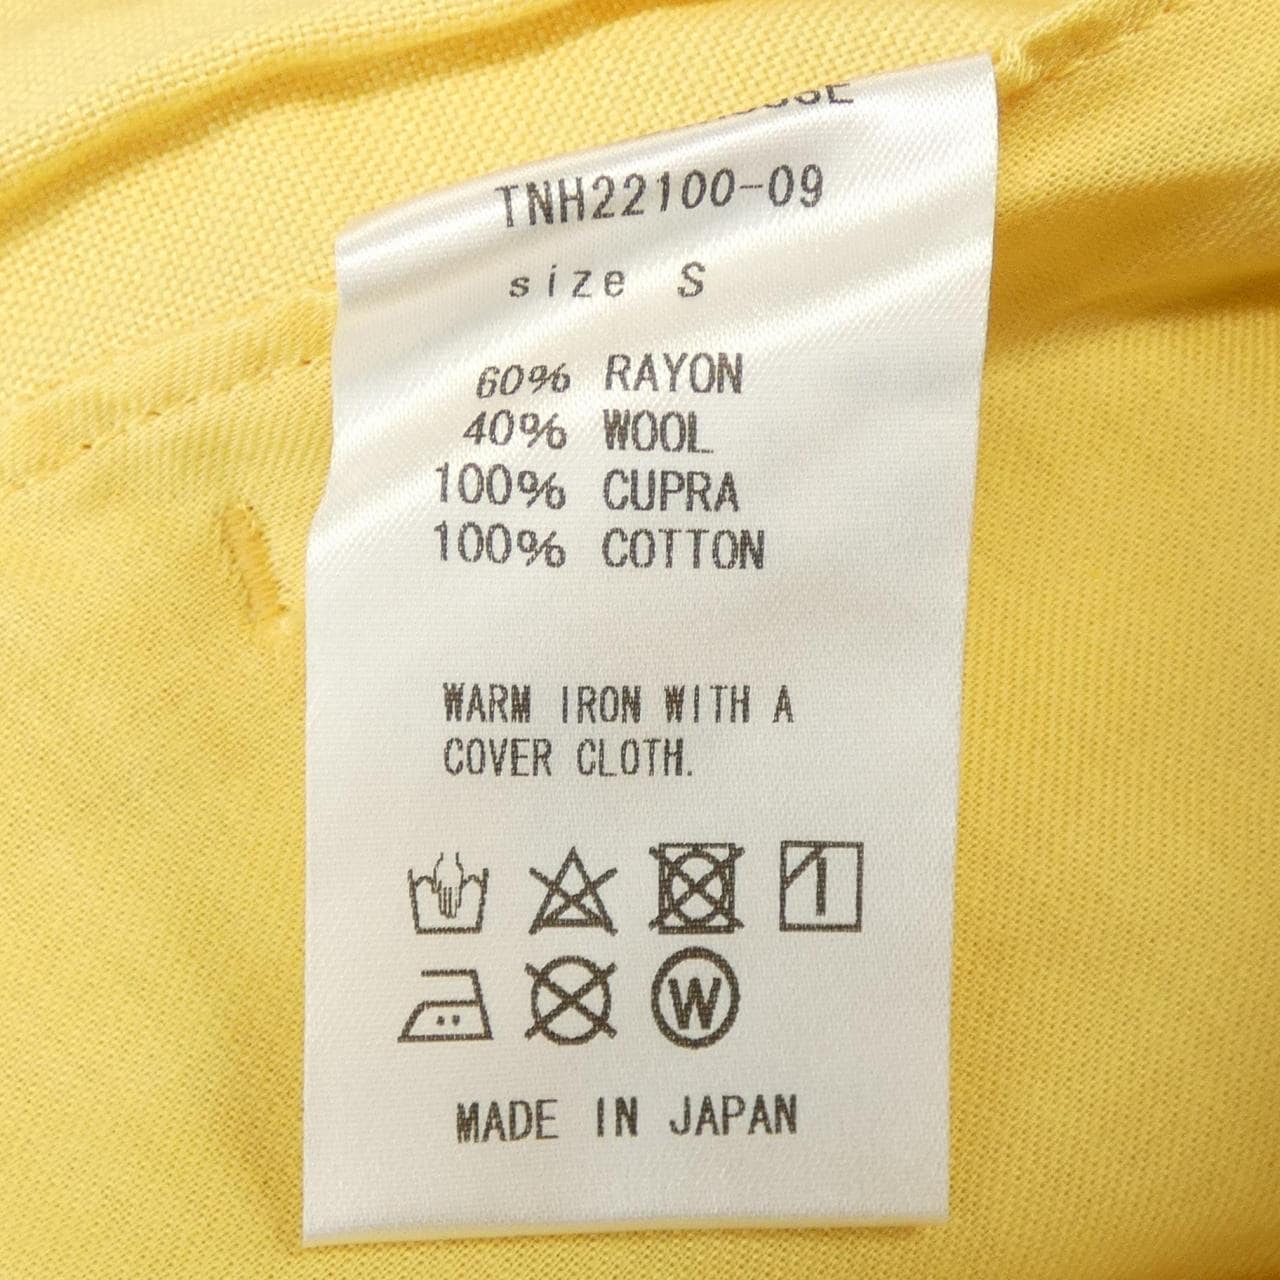 TNH22100-09
size S
60% RAYON
40% WOOL
100% CUPRA
100% COTTON
WARM IRON WITH A
COVER CLOTH.
W
MADE IN JAPAN